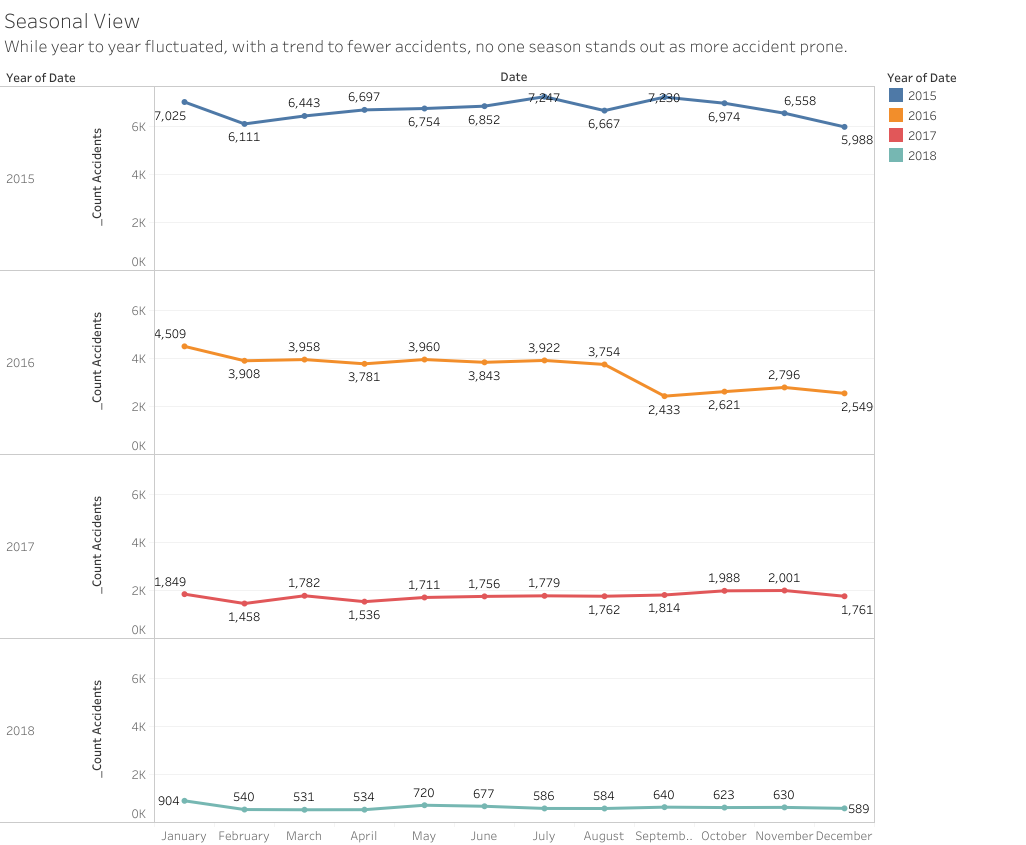 Seasonal View
While year to year fluctuated, with a trend to fewer accidents, no one season stands out as more accident prone.
Year of Date
Date
Year of Date
2015
2016
2017
2018
2015
_Count Accidents
6K
4K
2K
0K
7,025
6,111
6,443
6,697
6,754
6,852
7,247
6,667
7,230
6,974
6,558
5,988
2016
_Count Accidents
6K
4K
2K
0K
4,509
3,908
3,958
3,781
3,960
3,843
3,922
3,754
2,433
2,621
2,796
2,549
2017
_Count Accidents
6K
4K
2K
0K
1,849
1,458
1,782
1,536
1,711
1,756
1,779
1,762
1,814
1,988
2,001
1,761
2018
_Count Accidents
6K
4K
2K
0K
904
540
531
534
720
677
586
584
640
623
630
589
January February March April May June July August Septemb.. October November December